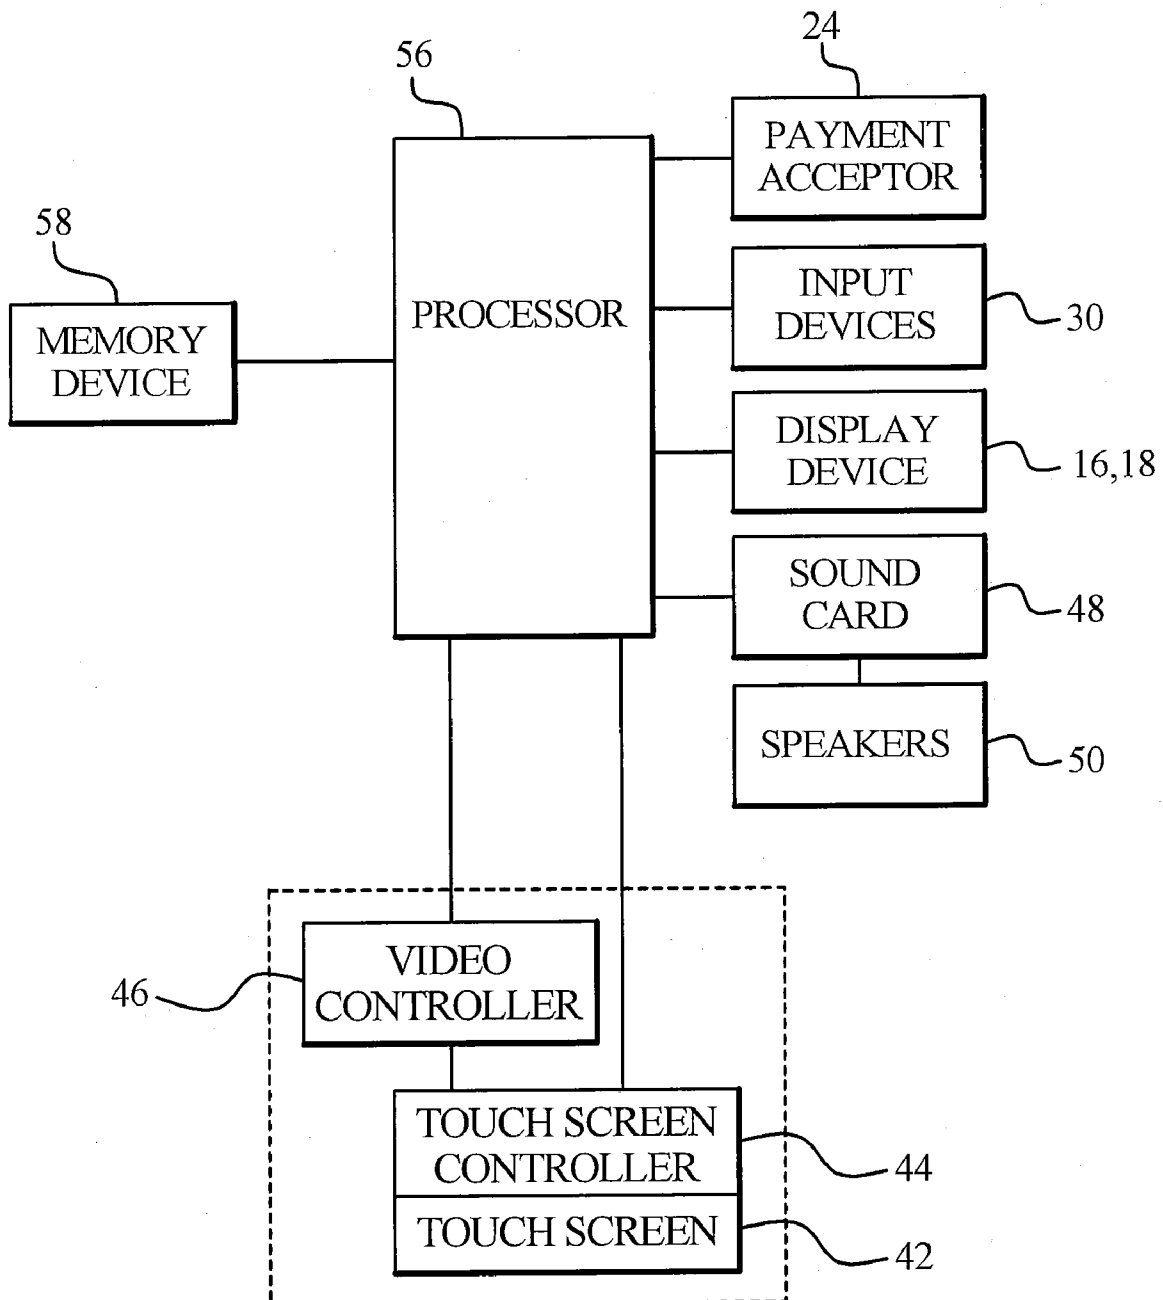 24
56
PAYMENT
ACCEPTOR
58
INPUT
DEVICES
30
PROCESSOR
MEMORY
DEVICE
DISPLAY
DEVICE
16,18
SOUND
CARD
48
SPEAKERS
50
VIDEO
CONTROLLER
46
TOUCH SCREEN
CONTROLLER
44
TOUCH SCREEN
42